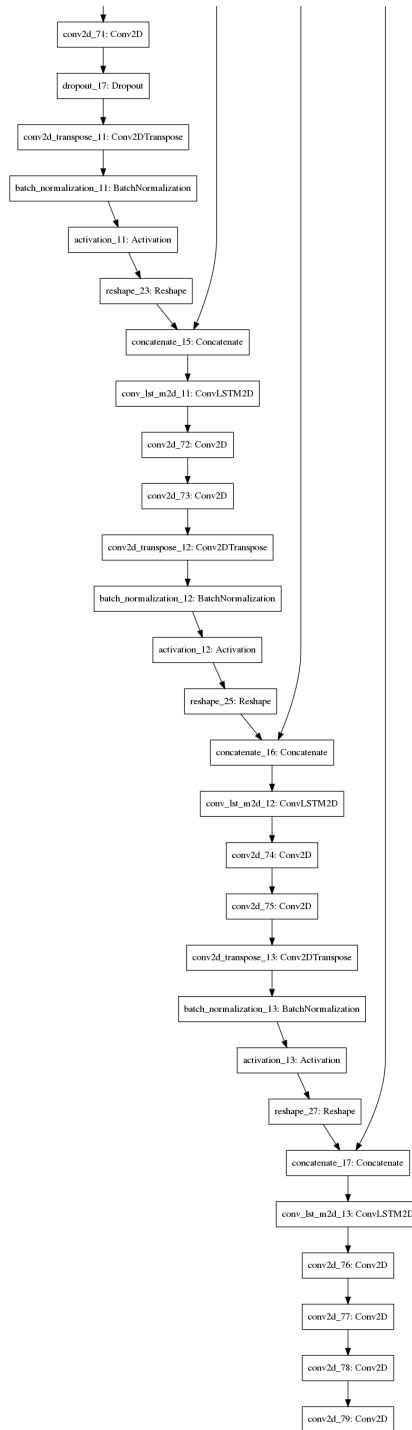 conv2d_71: Conv2D
dropout_17: Dropout
conv2d_transpose_11: Conv2DTranspose
batch_normalization_11: BatchNormalization
activation_11: Activation
reshape_23: Reshape
concatenate_15: Concatenate
conv_lst_m2d_11: ConvLSTM2D
conv2d_72: Conv2D
conv2d_73: Conv2D
conv2d_transpose_12: Conv2DTranspose
batch_normalization_12: BatchNormalization
activation_12: Activation
reshape_25: Reshape
concatenate_16: Concatenate
conv_lst_m2d_12: ConvLSTM2D
conv2d_74: Conv2D
conv2d_75: Conv2D
conv2d_transpose_13: Conv2DTranspose
batch_normalization_13: BatchNormalization
activation_13: Activation
reshape_27: Reshape
concatenate_17: Concatenate
conv_lst_m2d_13: ConvLSTM2D
conv2d_76: Conv2D
conv2d_77: Conv2D
conv2d_78: Conv2D
conv2d_79: Conv2D